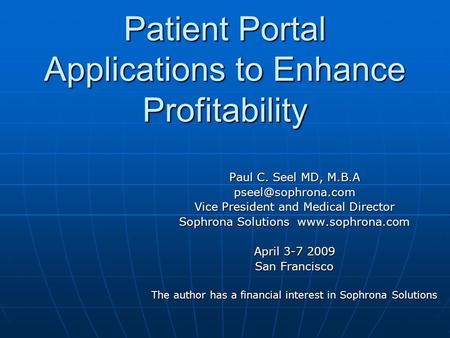 Patient Portal
Applications to Enhance
Profitability
Paul C. Seel MD, M.B.A
pseel@sophrona.com
Vice President and Medical Director
Sophrona Solutions www.sophrona.com
April 3-7 2009
San Francisco
The author has a financial interest in Sophrona Solutions